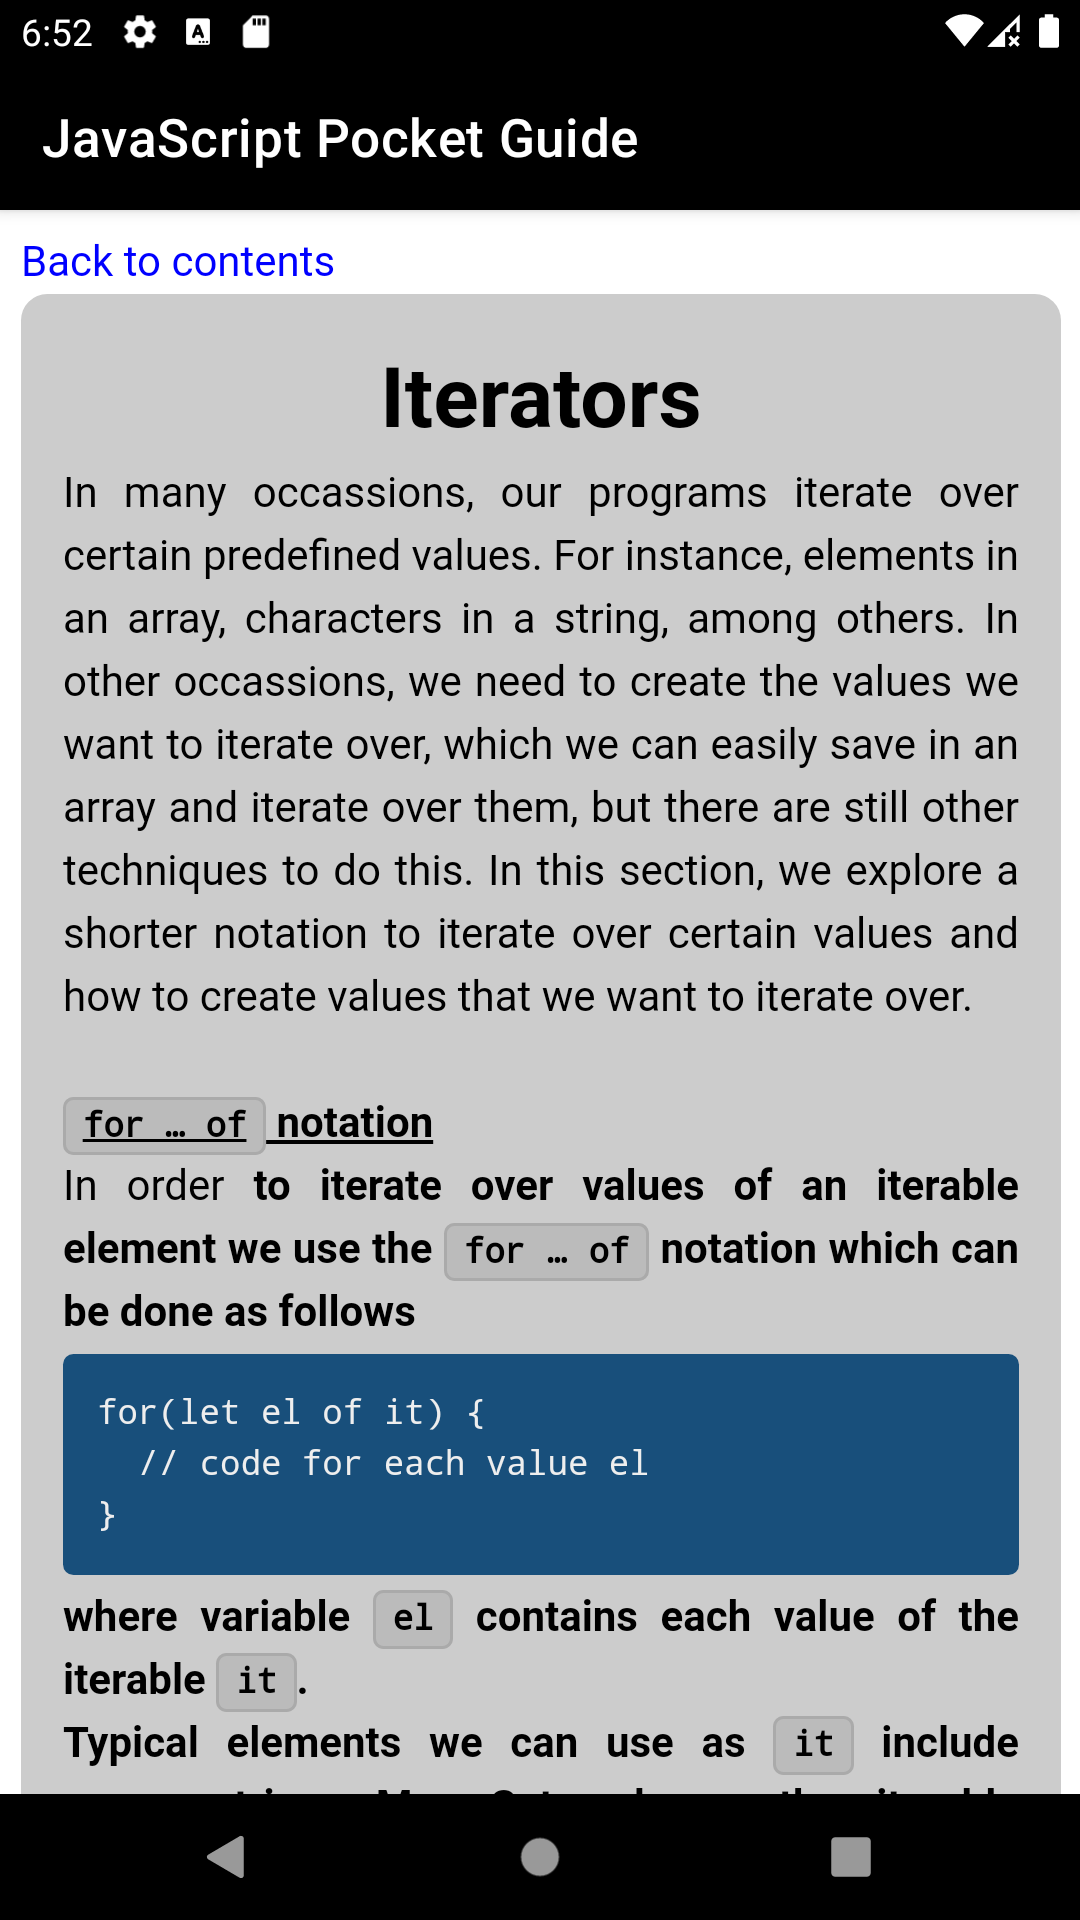 6:52
JavaScript Pocket Guide
Back to contents
Iterators
In many occassions, our programs iterate over
certain predefined values. For instance, elements in
an array, characters in a string, among others. In
other occassions, we need to create the values we
want to iterate over, which we can easily save in an
array and iterate over them, but there are still other
techniques to do this. In this section, we explore a
shorter notation to iterate over certain values and
how to create values that we want to iterate over.
for … of notation
In order to iterate over values of an iterable
element we use the for … of notation which can
be done as follows
for(let el of it) {
  // code for each value el
}
where variable el contains each value of the
iterable it.
Typical elements we can use as it include